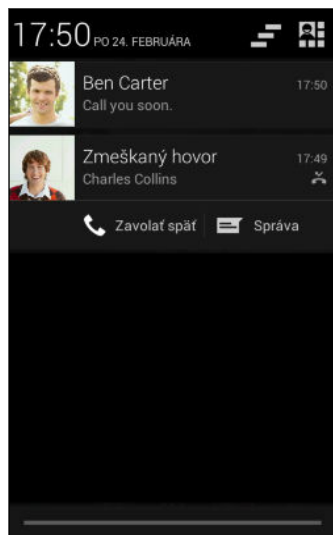 17:50 PO 24. FEBRUÁRA
Ben Carter 17:50
Call you soon.
Zmeškaný hovor 17:49
Charles Collins
Zavolať späť Správa